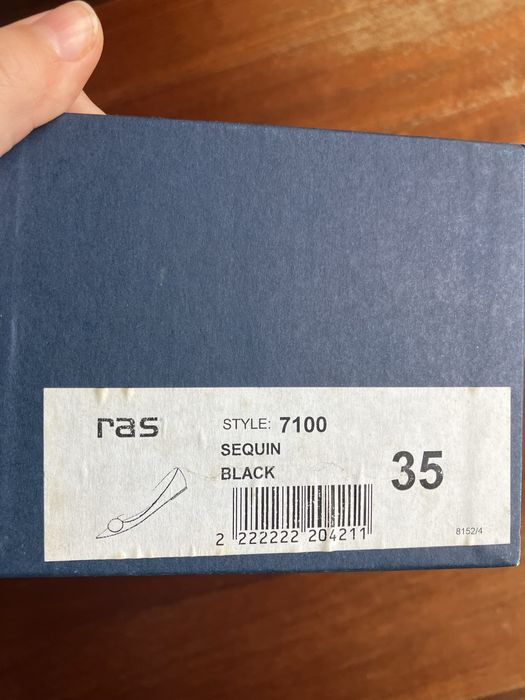 ras
STYLE: 7100
SEQUIN
BLACK
35
2 222222 204211
8152/4